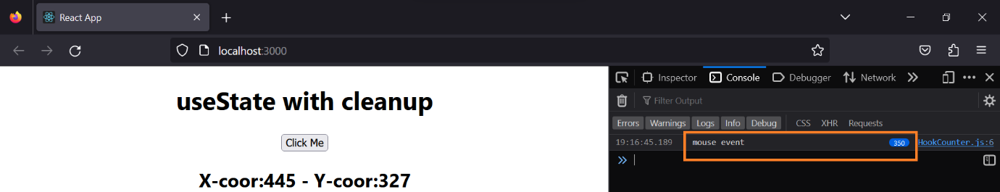 React App
localhost:3000
useState with cleanup
Click Me
X-coor:445 - Y-coor:327
Inspector Console Debugger Network
Filter Output
Errors Warnings Logs Info Debug CSS XHR Requests
19:16:45.189 mouse event 350 HookCounter.js:6